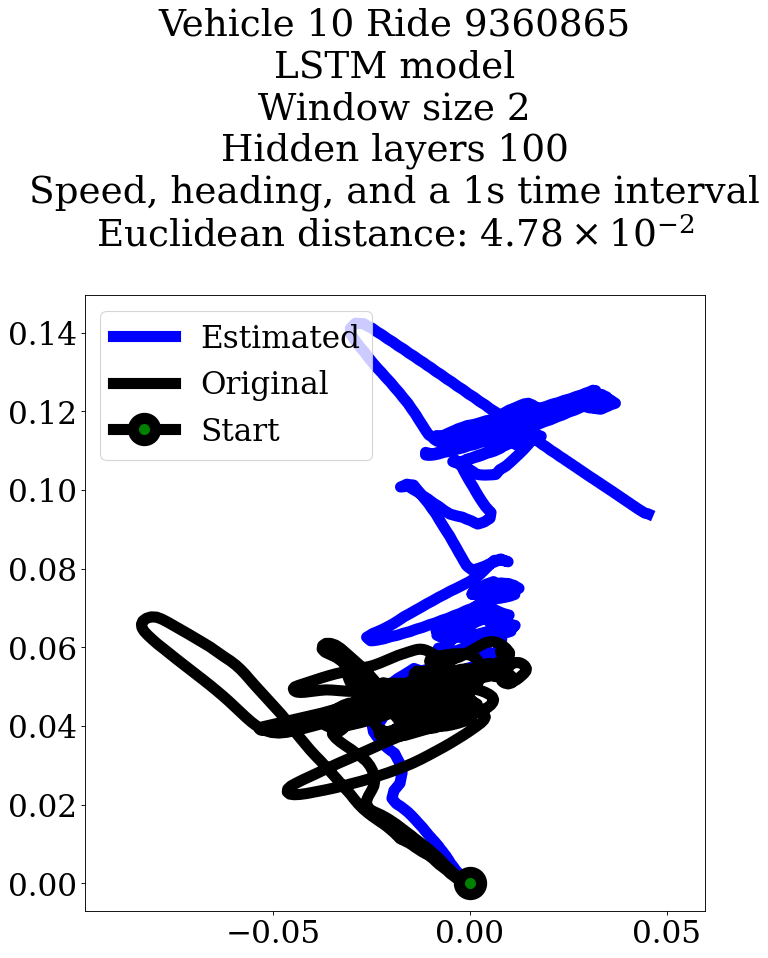 Vehicle 10 Ride 9360865
LSTM model
Window size 2
Hidden layers 100
Speed, heading, and a 1s time interval
Euclidean distance: 4.78 × 10⁻²
Estimated
Original
Start
0.14
0.12
0.10
0.08
0.06
0.04
0.02
0.00
−0.05 0.00 0.05